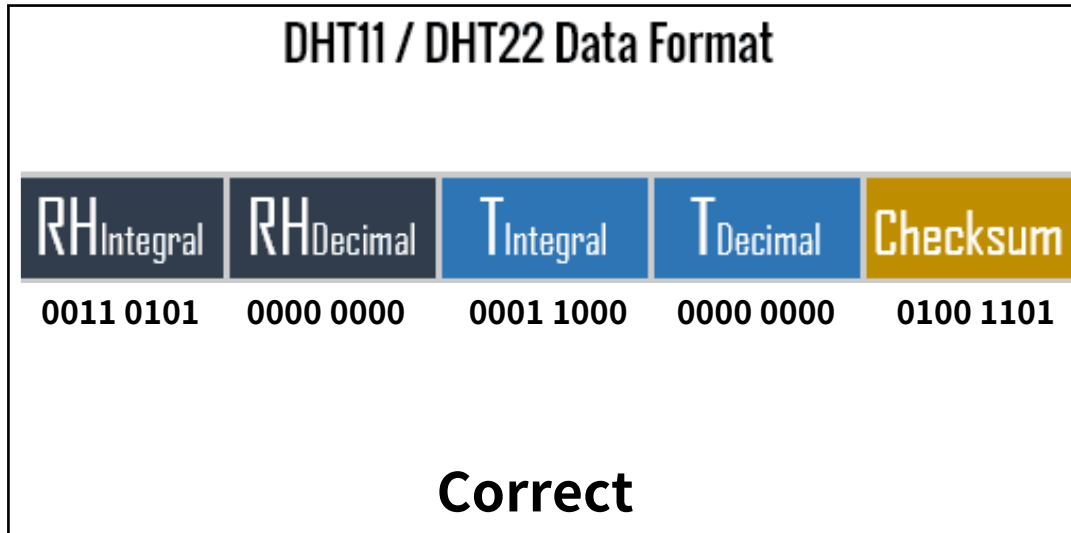 DHT11 / DHT22 Data Format
RHIntegral RHDecimal TIntegral TDecimal Checksum
0011 0101 0000 0000 0001 1000 0000 0000 0100 1101
Correct